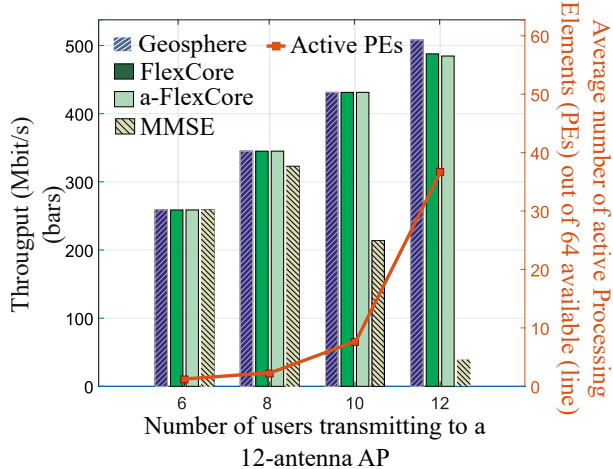 Geosphere
Active PEs
FlexCore
a-FlexCore
MMSE
Througput (Mbit/s)
(bars)
500
400
300
200
100
0
6
8
10
12
Number of users transmitting to a
12-antenna AP
60
50
40
30
20
10
0
Average number of active Processing
Elements (PEs) out of 64 available (line)